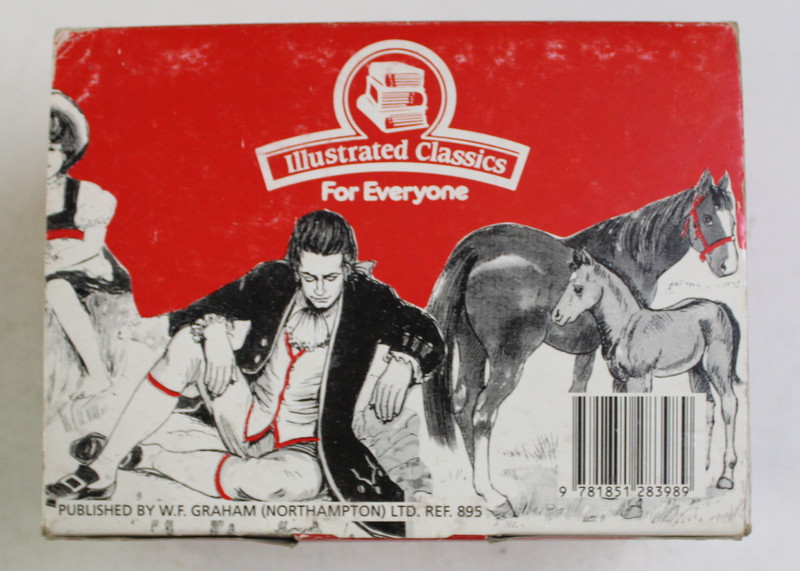 Illustrated Classics
For Everyone
9 781851 283989
PUBLISHED BY W.F. GRAHAM (NORTHAMPTON) LTD. REF. 895